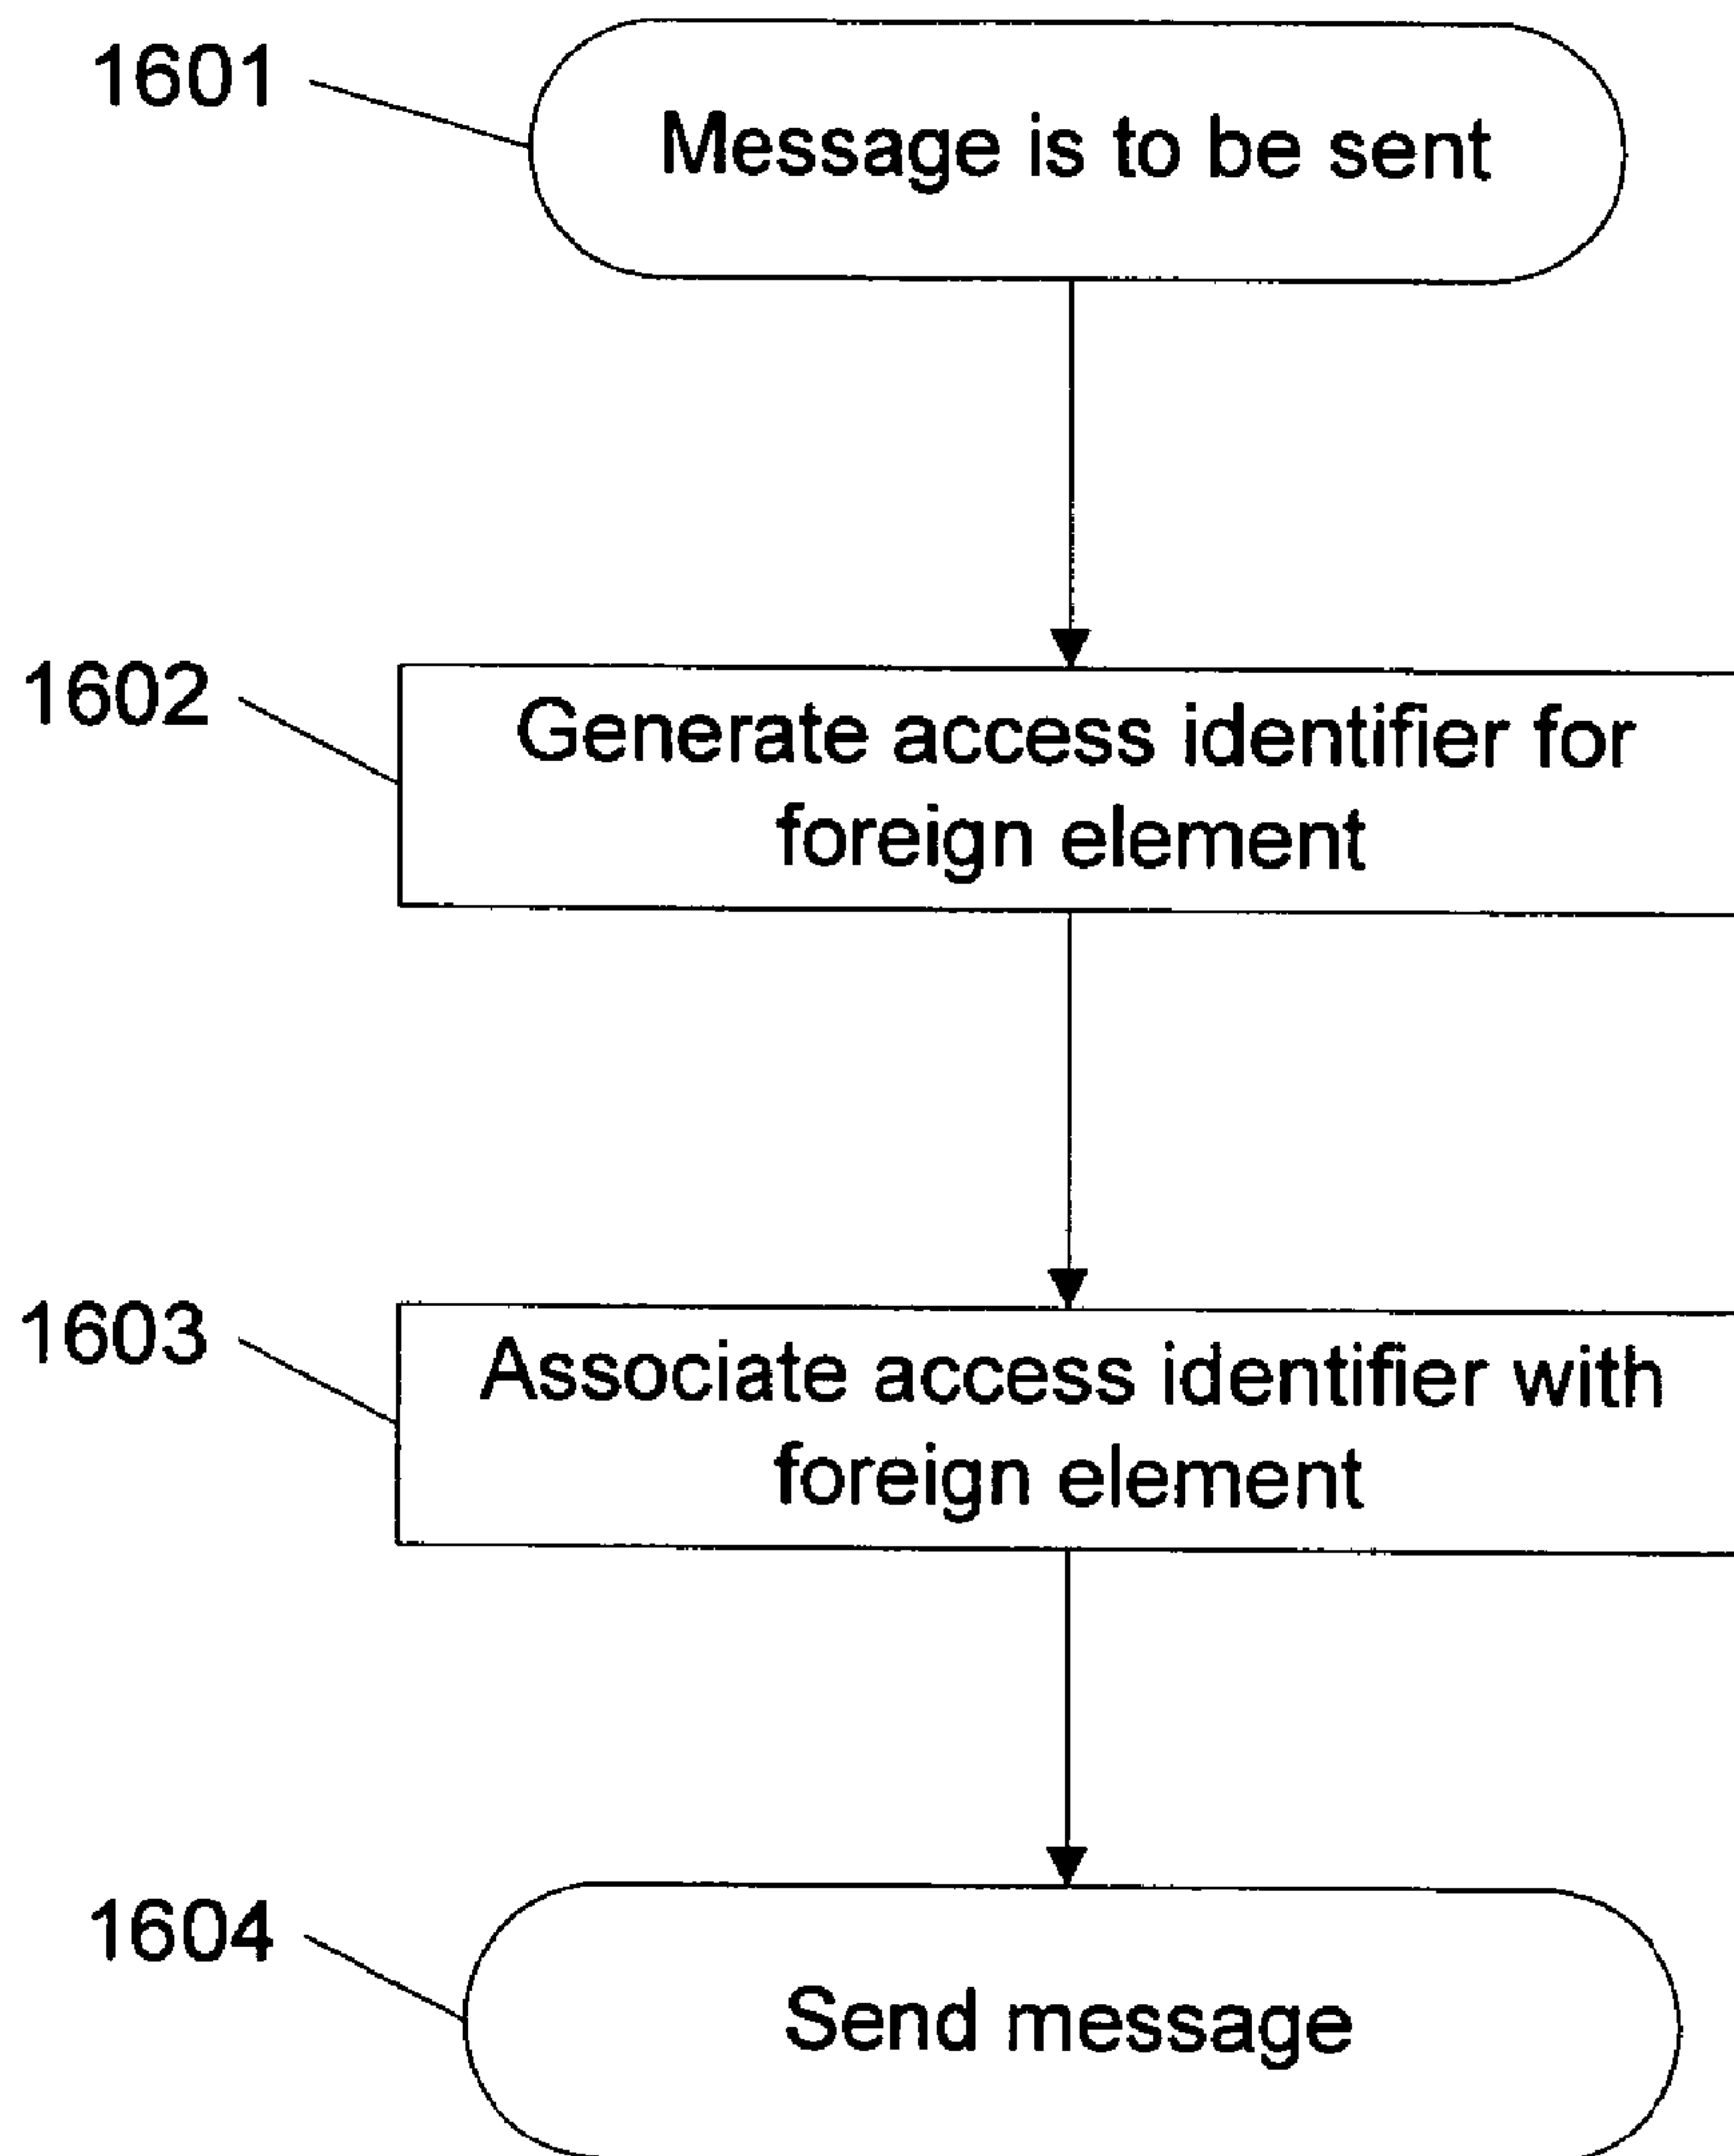 1601
Message is to be sent
1602
Generate access identifier for
foreign element
1603
Associate access identifier with
foreign element
1604
Send message